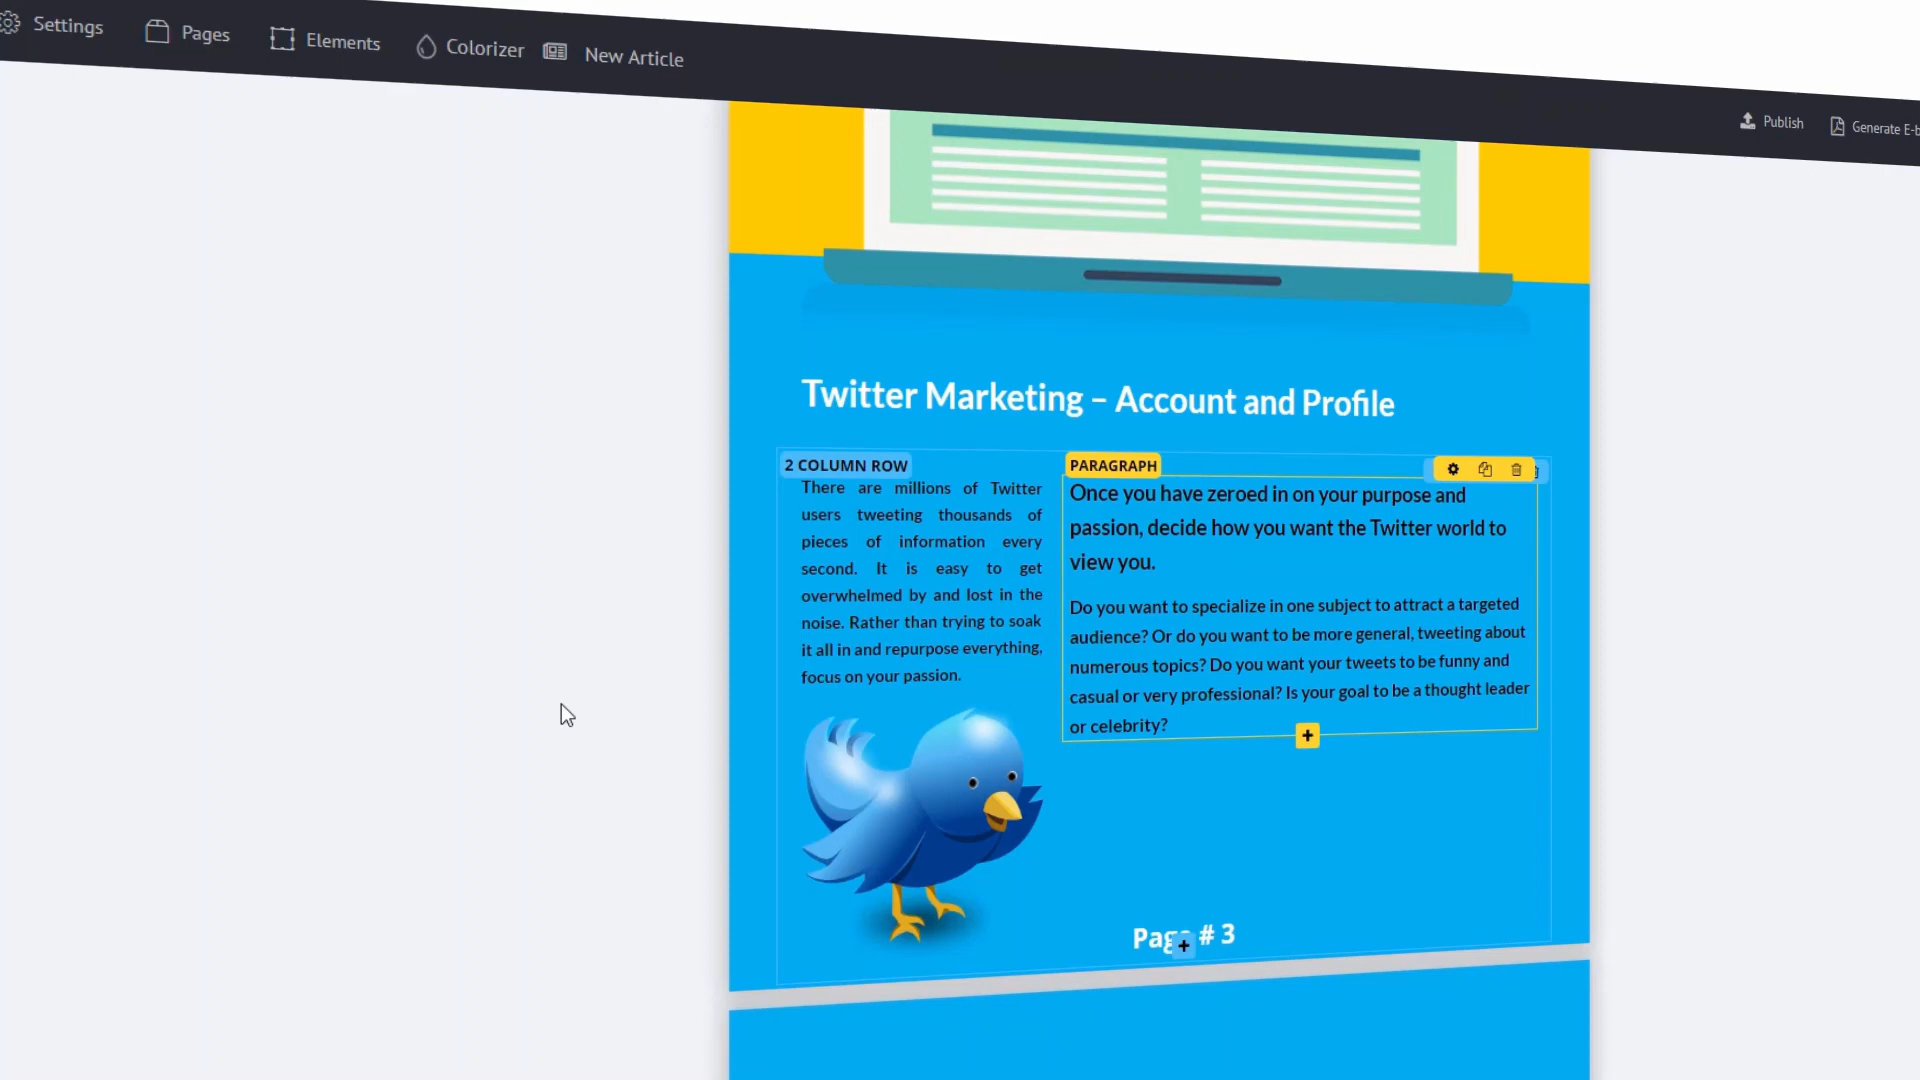 Settings
Pages
Elements
Colorizer
New Article
Publish
Generate E-b
Twitter Marketing – Account and Profile
2 COLUMN ROW
There are millions of Twitter
users tweeting thousands of
pieces of information every
second. It is easy to get
overwhelmed by and lost in the
noise. Rather than trying to soak
it all in and repurpose everything,
focus on your passion.
PARAGRAPH
Once you have zeroed in on your purpose and
passion, decide how you want the Twitter world to
view you.
Do you want to specialize in one subject to attract a targeted
audience? Or do you want to be more general, tweeting about
numerous topics? Do you want your tweets to be funny and
casual or very professional? Is your goal to be a thought leader
or celebrity?
Page # 3